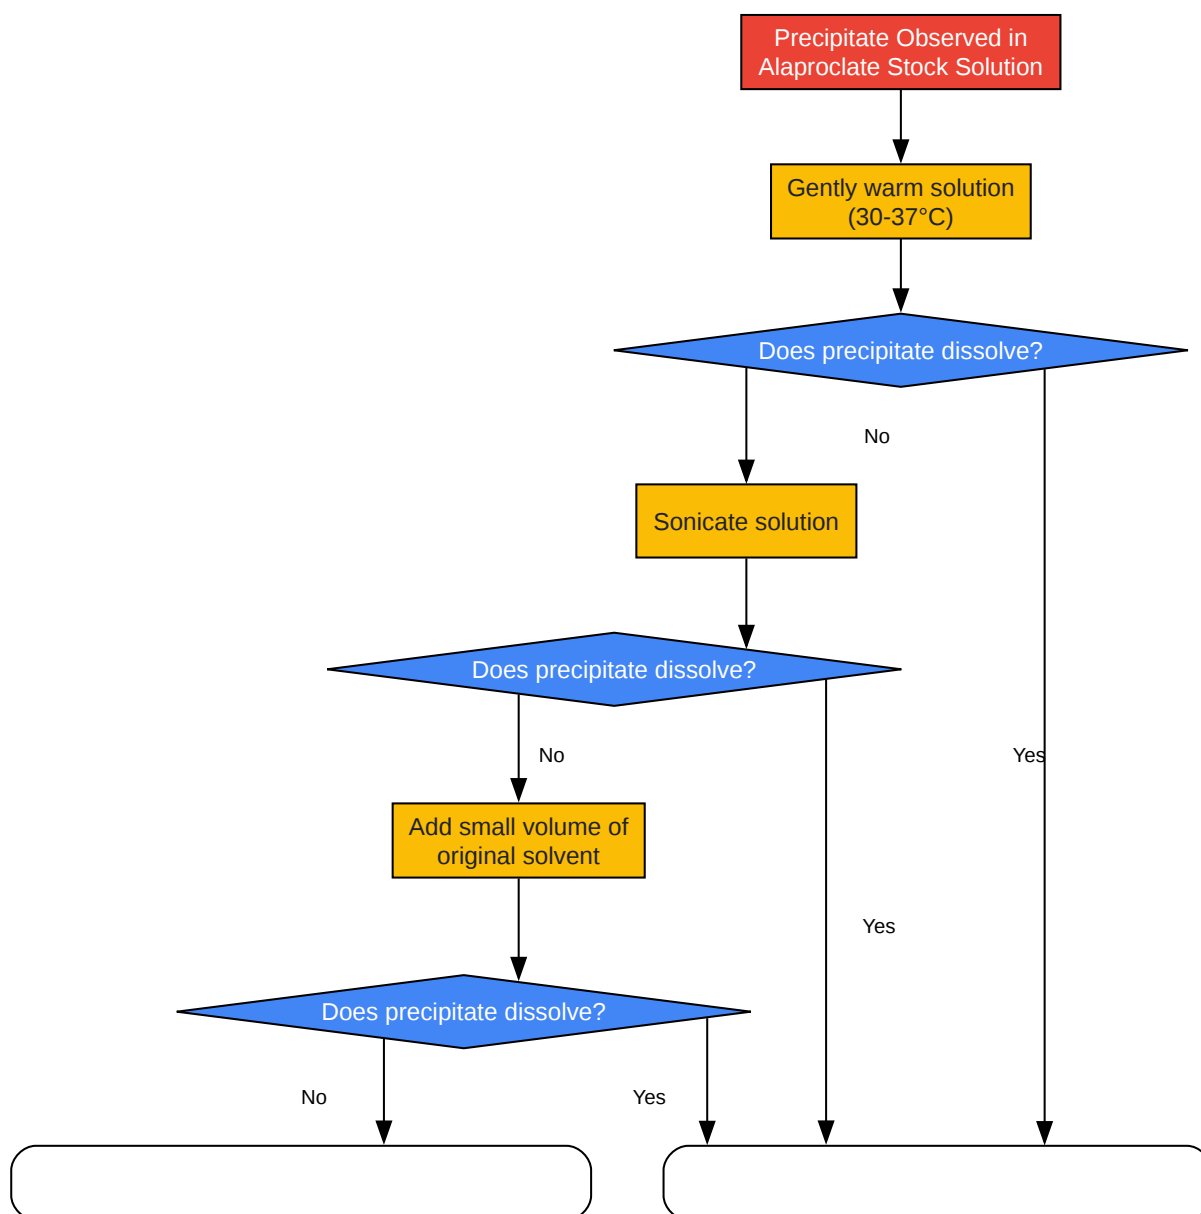 Precipitate Observed in
Alaproclate Stock Solution
Gently warm solution
(30-37°C)
Does precipitate dissolve?
No
Sonicate solution
Does precipitate dissolve?
No
Yes
Add small volume of
original solvent
Yes
Does precipitate dissolve?
No
Yes